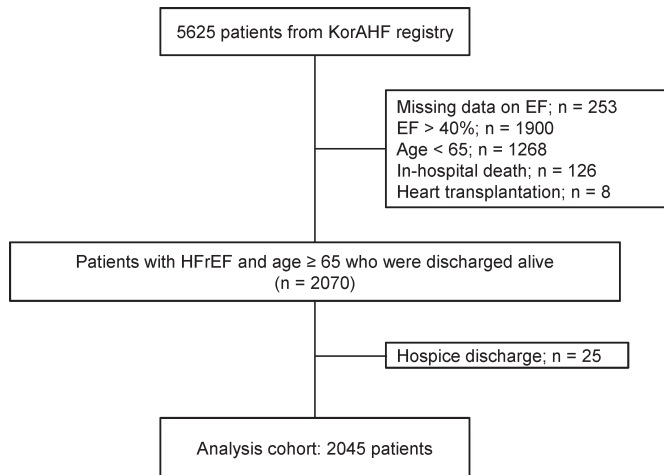 5625 patients from KorAHF registry
Missing data on EF; n = 253
EF > 40%; n = 1900
Age < 65; n = 1268
In-hospital death; n = 126
Heart transplantation; n = 8
Patients with HFrEF and age ≥ 65 who were discharged alive
(n = 2070)
Hospice discharge; n = 25
Analysis cohort: 2045 patients